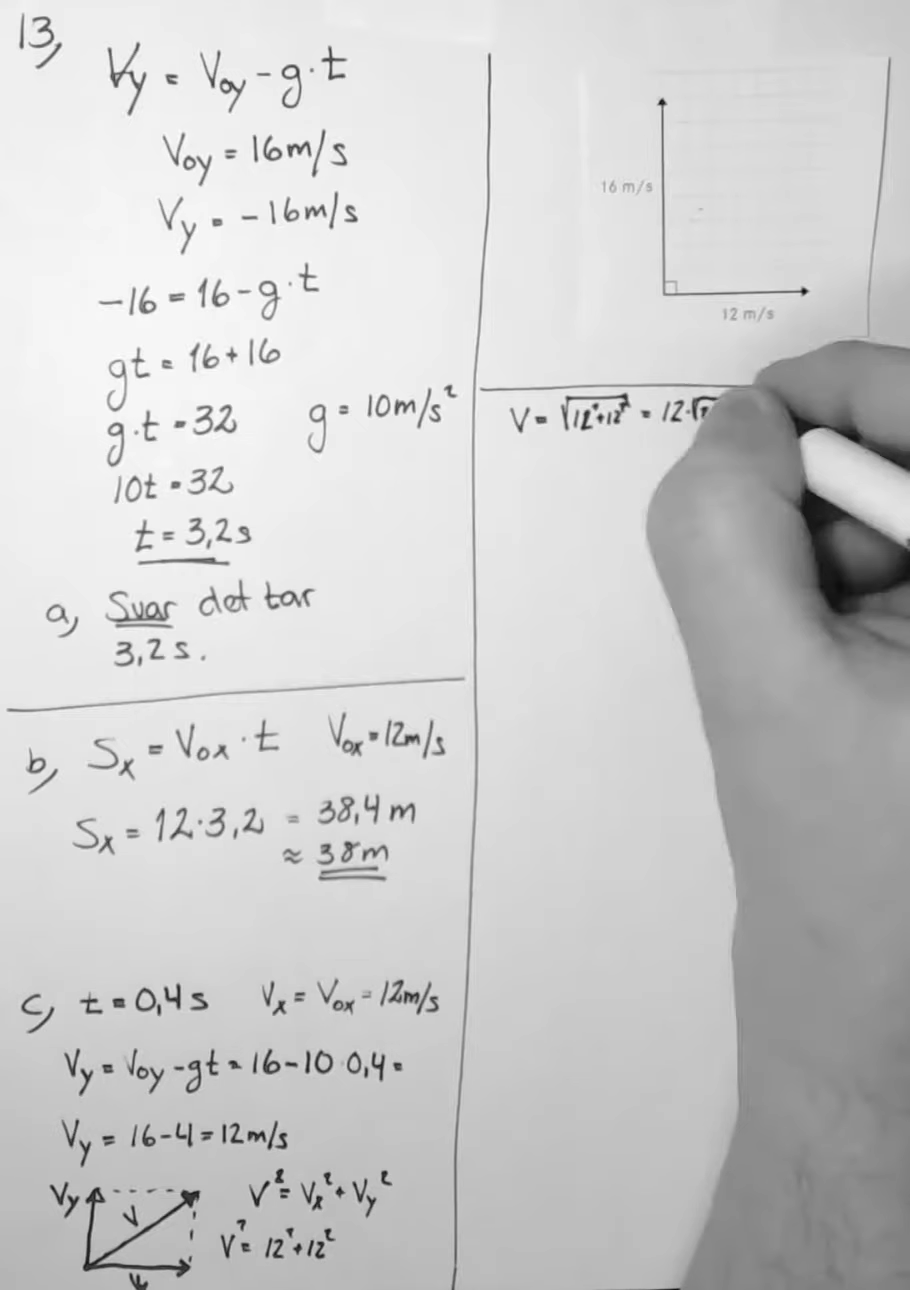 13,
Vy = Voy - g·t
Voy = 16m/s
Vy = -16m/s
-16 = 16 - g·t
gt = 16 + 16
g·t = 32 g = 10m/s²
10t = 32
t = 3,2s
a, Svar det tar
3,2 s.
b, Sx = Vox · t Vox = 12m/s
Sx = 12·3,2 = 38,4 m
≈ 38m
c, t = 0,4 s Vx = Vox = 12m/s
Vy = Voy - gt = 16 - 10·0,4 =
Vy = 16 - 4 = 12m/s
Vy V V² = Vx² + Vy²
V² = 12² + 12²
16 m/s
12 m/s
V = √12² + 12² = 12·√